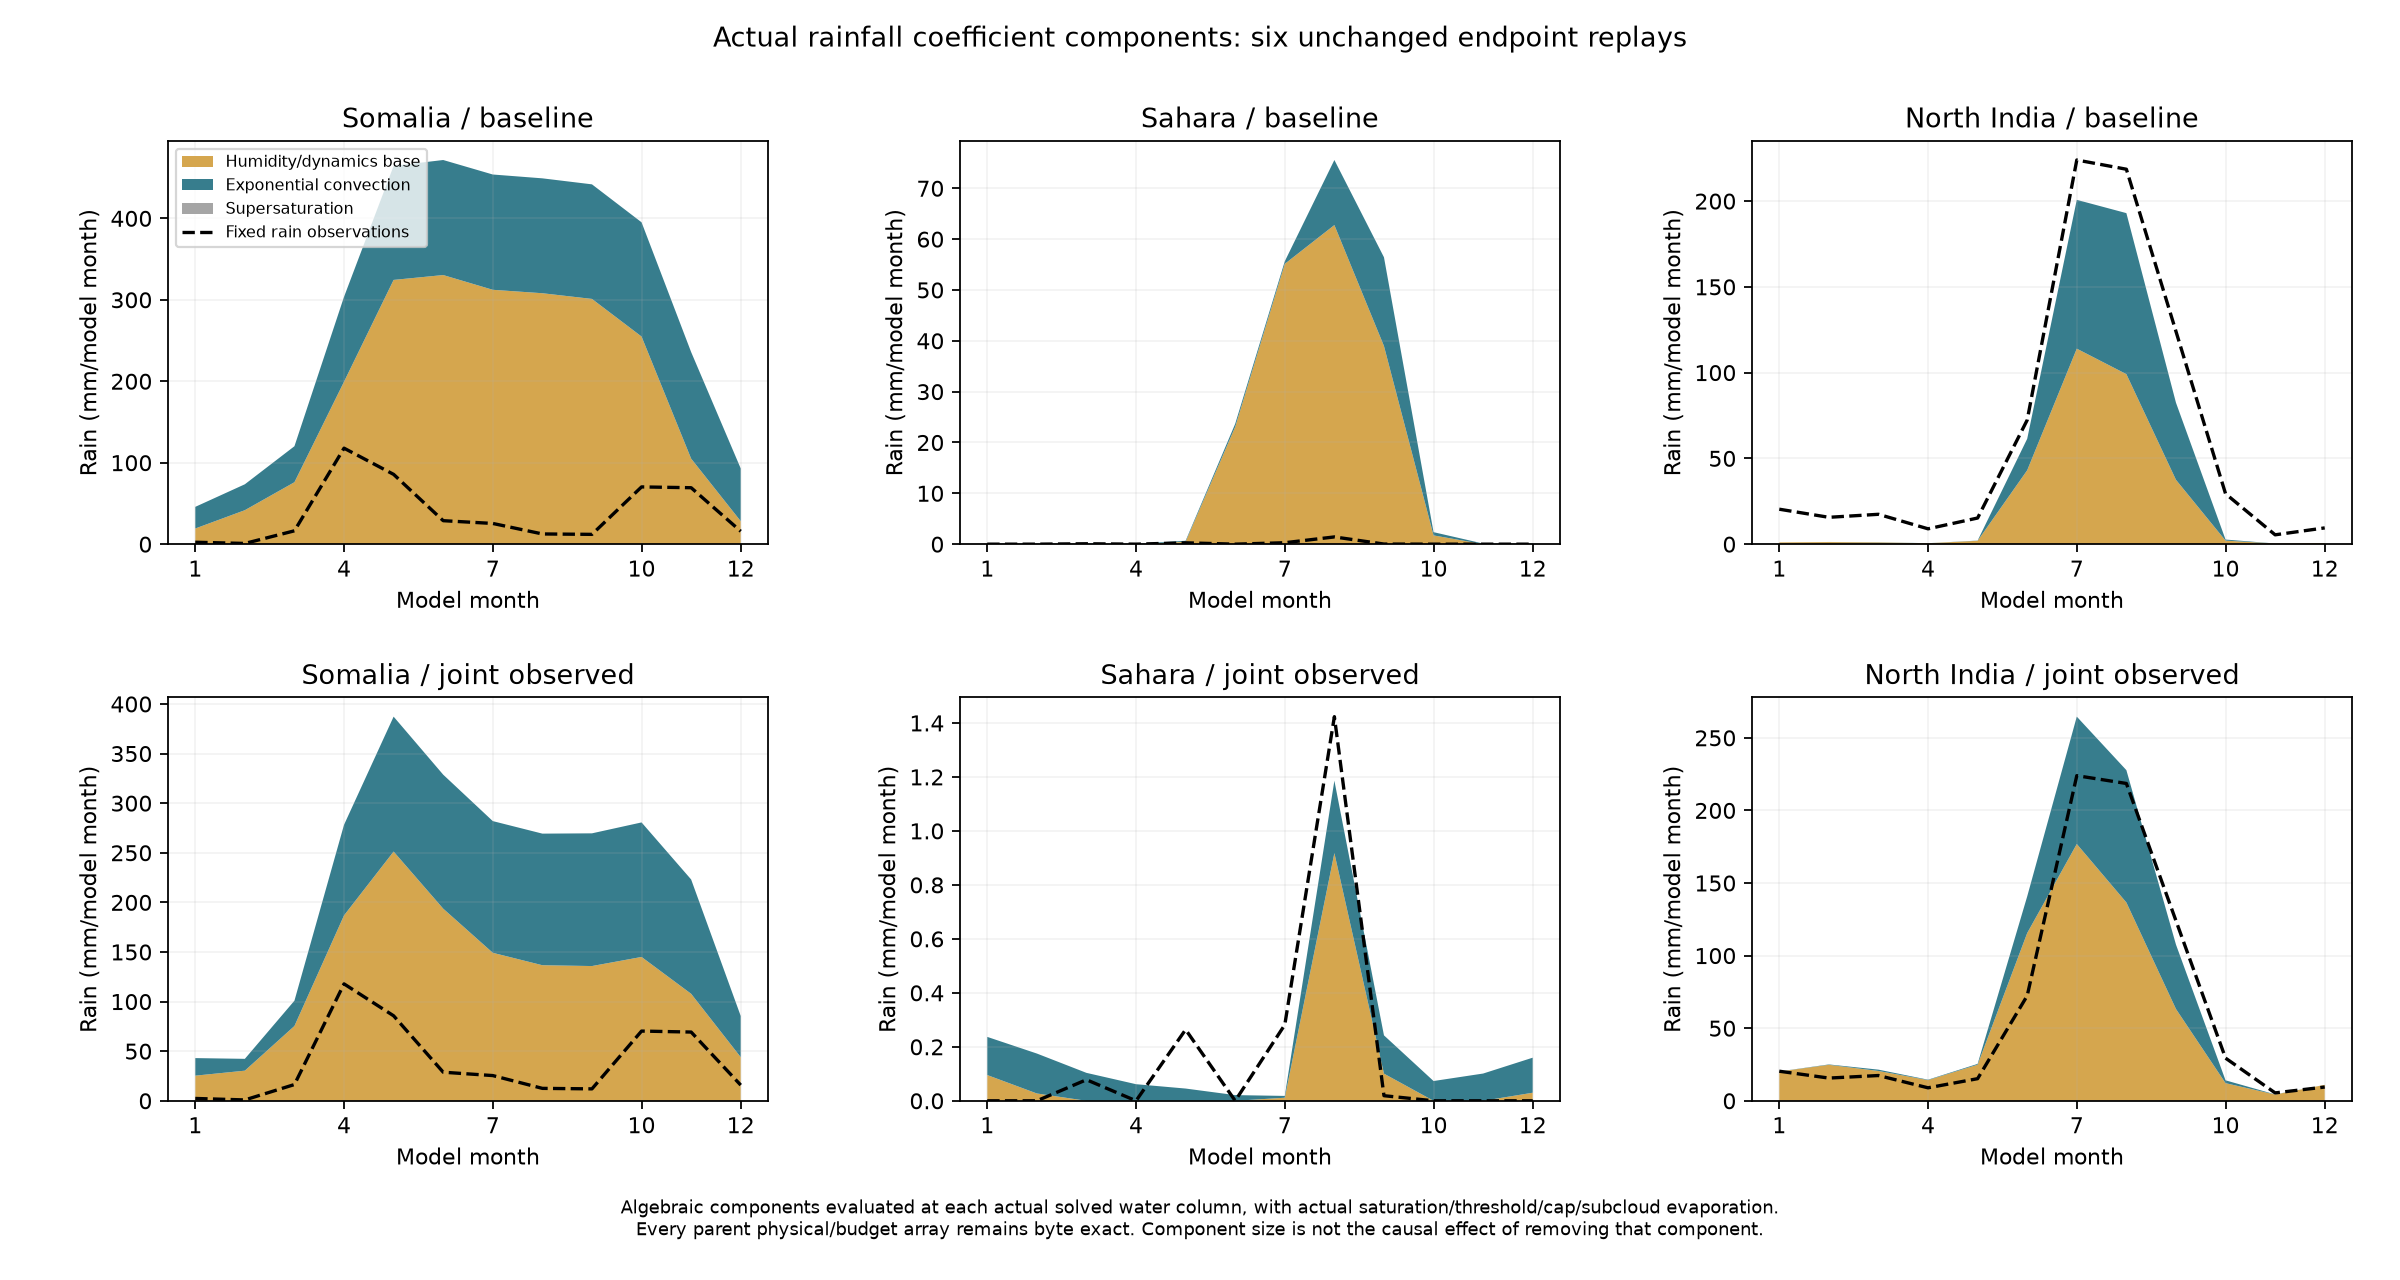 Actual rainfall coefficient components: six unchanged endpoint replays
Somalia / baseline
Rain (mm/model month)
400
300
200
100
0
Humidity/dynamics base
Exponential convection
Supersaturation
Fixed rain observations
1 4 7 10 12
Model month
Sahara / baseline
Rain (mm/model month)
70
60
50
40
30
20
10
0
1 4 7 10 12
Model month
North India / baseline
Rain (mm/model month)
200
150
100
50
0
1 4 7 10 12
Model month
Somalia / joint observed
Rain (mm/model month)
400
350
300
250
200
150
100
50
0
1 4 7 10 12
Model month
Sahara / joint observed
Rain (mm/model month)
1.4
1.2
1.0
0.8
0.6
0.4
0.2
0.0
1 4 7 10 12
Model month
North India / joint observed
Rain (mm/model month)
250
200
150
100
50
0
1 4 7 10 12
Model month
Algebraic components evaluated at each actual solved water column, with actual saturation/threshold/cap/subcloud evaporation.
Every parent physical/budget array remains byte exact. Component size is not the causal effect of removing that component.